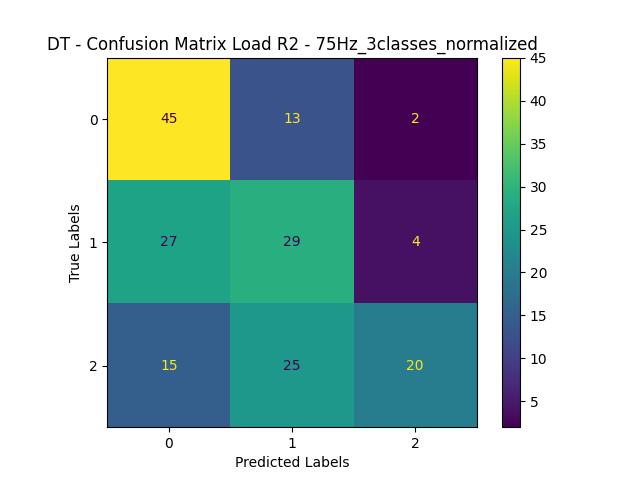 DT - Confusion Matrix Load R2 - 75Hz_3classes_normalized
45
40
35
30
25
20
15
10
5
True Labels
0
1
2
45 13 2
27 29 4
15 25 20
0 1 2
Predicted Labels